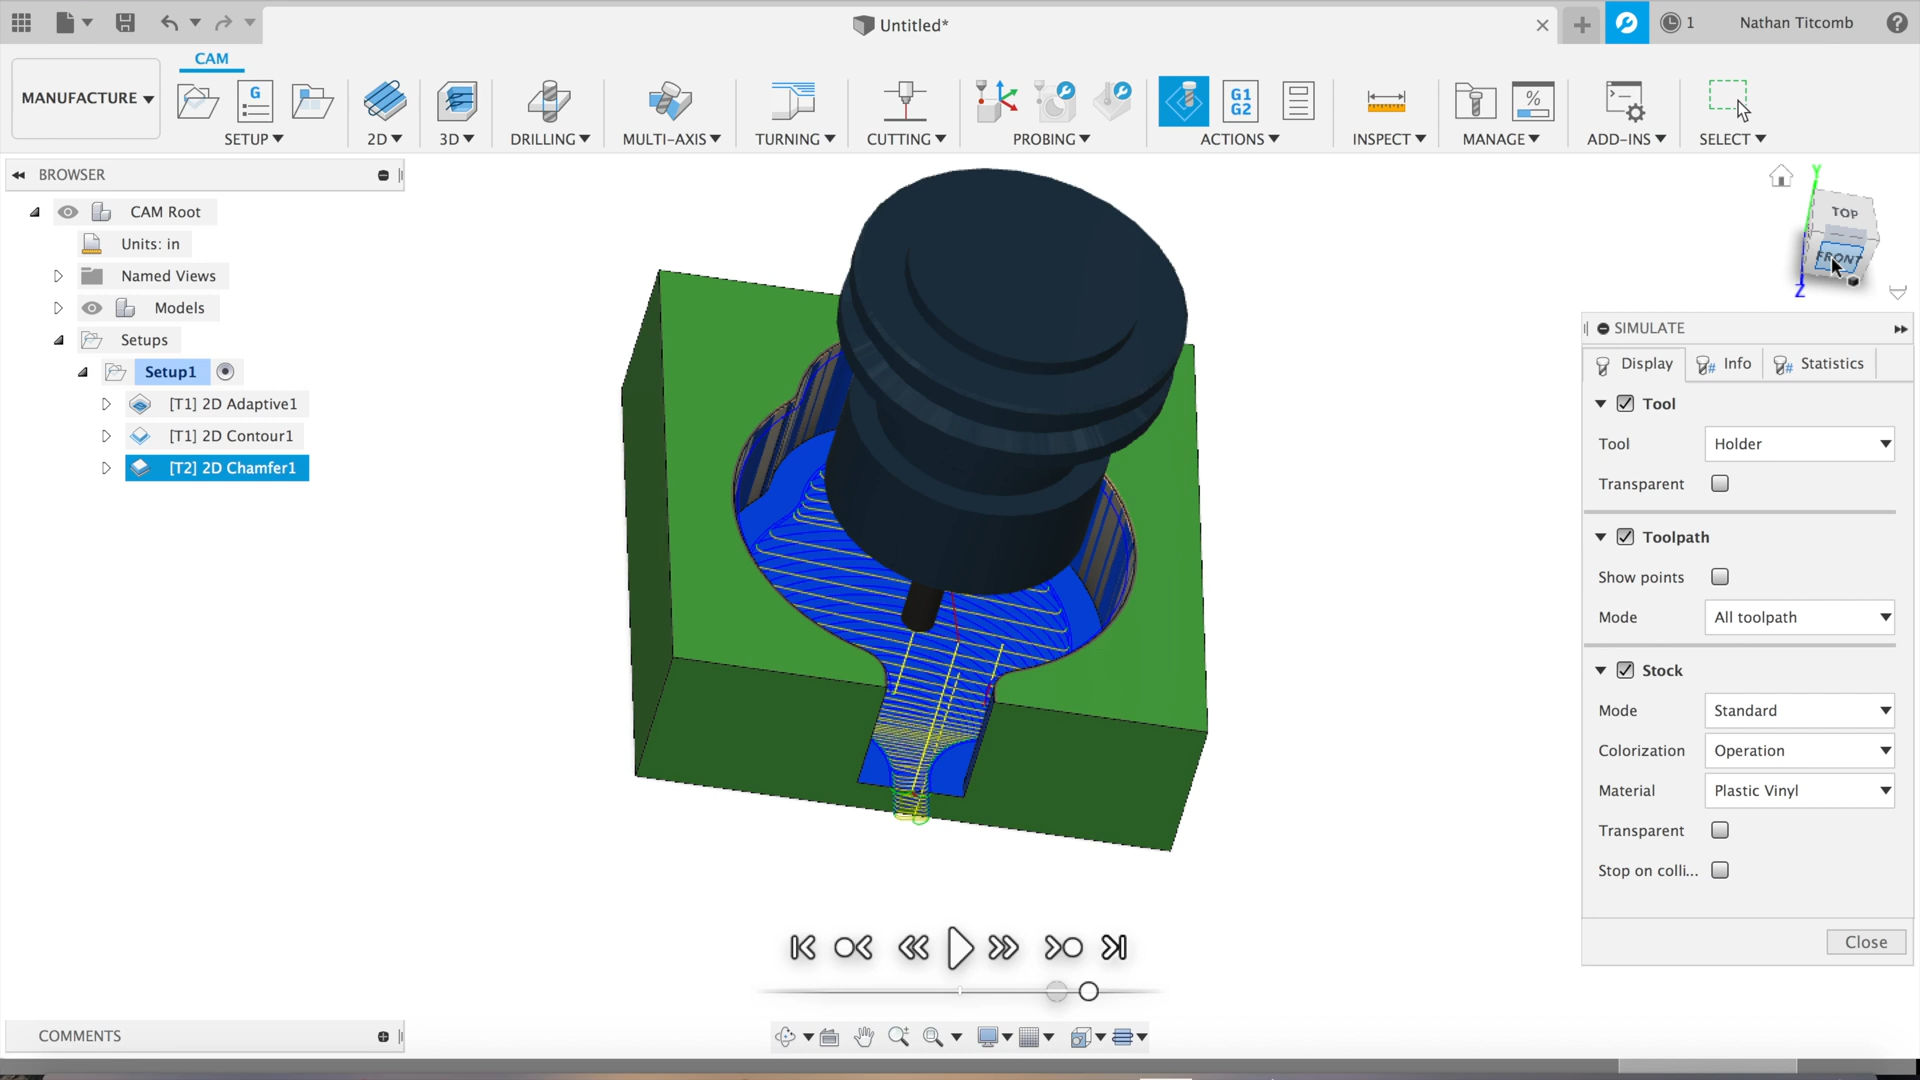 Untitled*
1
Nathan Titcomb
CAM
MANUFACTURE
G
G1
G2
%
SETUP
2D
3D
DRILLING
MULTI-AXIS
TURNING
CUTTING
PROBING
ACTIONS
INSPECT
MANAGE
ADD-INS
SELECT
BROWSER
CAM Root
Units: in
Named Views
Models
Setups
Setup1
[T1] 2D Adaptive1
[T1] 2D Contour1
[T2] 2D Chamfer1
Y
TOP
FRONT
Z
SIMULATE
Display
Info
Statistics
Tool
Tool Holder
Transparent
Toolpath
Show points
Mode All toolpath
Stock
Mode Standard
Colorization Operation
Material Plastic Vinyl
Transparent
Stop on colli...
Close
COMMENTS